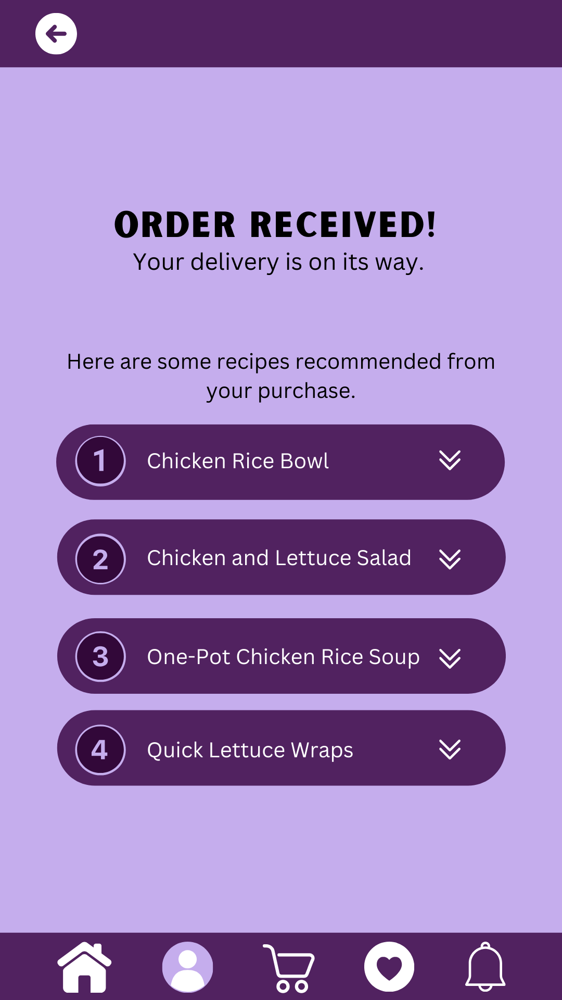 ORDER RECEIVED!
Your delivery is on its way.
Here are some recipes recommended from
your purchase.
1 Chicken Rice Bowl
2 Chicken and Lettuce Salad
3 One-Pot Chicken Rice Soup
4 Quick Lettuce Wraps